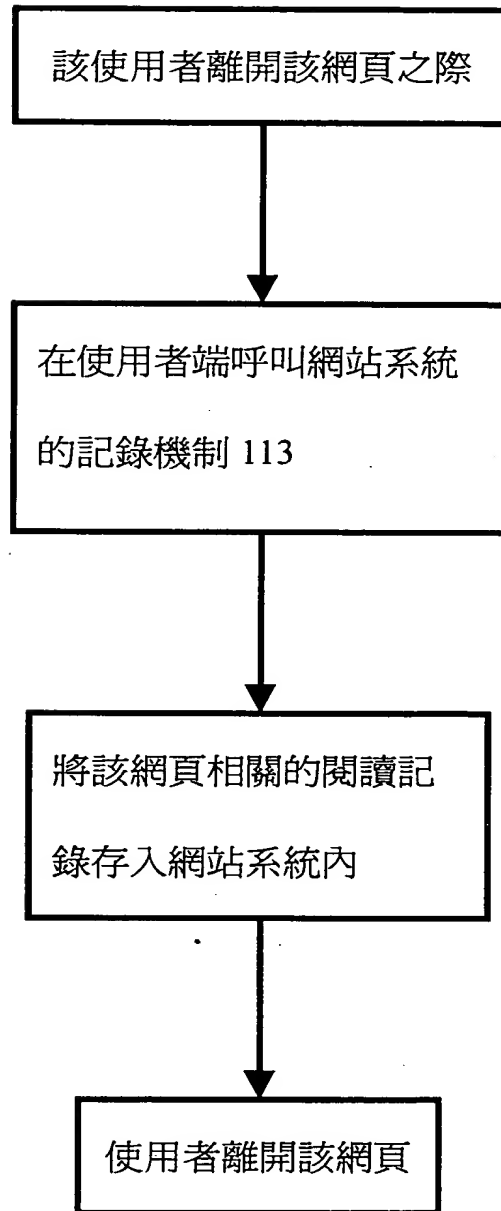 該使用者離開該網頁之際
在使用者端呼叫網站系統
的記錄機制 113
將該網頁相關的閱讀記
錄存入網站系統內
使用者離開該網頁